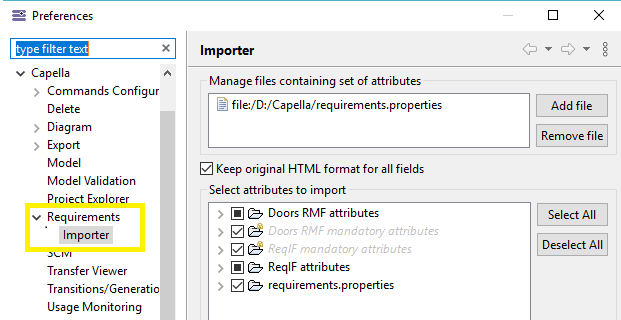 Preferences
type filter text
Capella
Commands Configur
Delete
Diagram
Export
Model
Model Validation
Project Explorer
Requirements
Importer
SCM
Transfer Viewer
Transitions/Generatio
Usage Monitoring
Importer
Manage files containing set of attributes
file:/D:/Capella/requirements.properties
Add file
Remove file
Keep original HTML format for all fields
Select attributes to import
Doors RMF attributes
Doors RMF mandatory attributes
ReqIF mandatory attributes
ReqIF attributes
requirements.properties
Select All
Deselect All